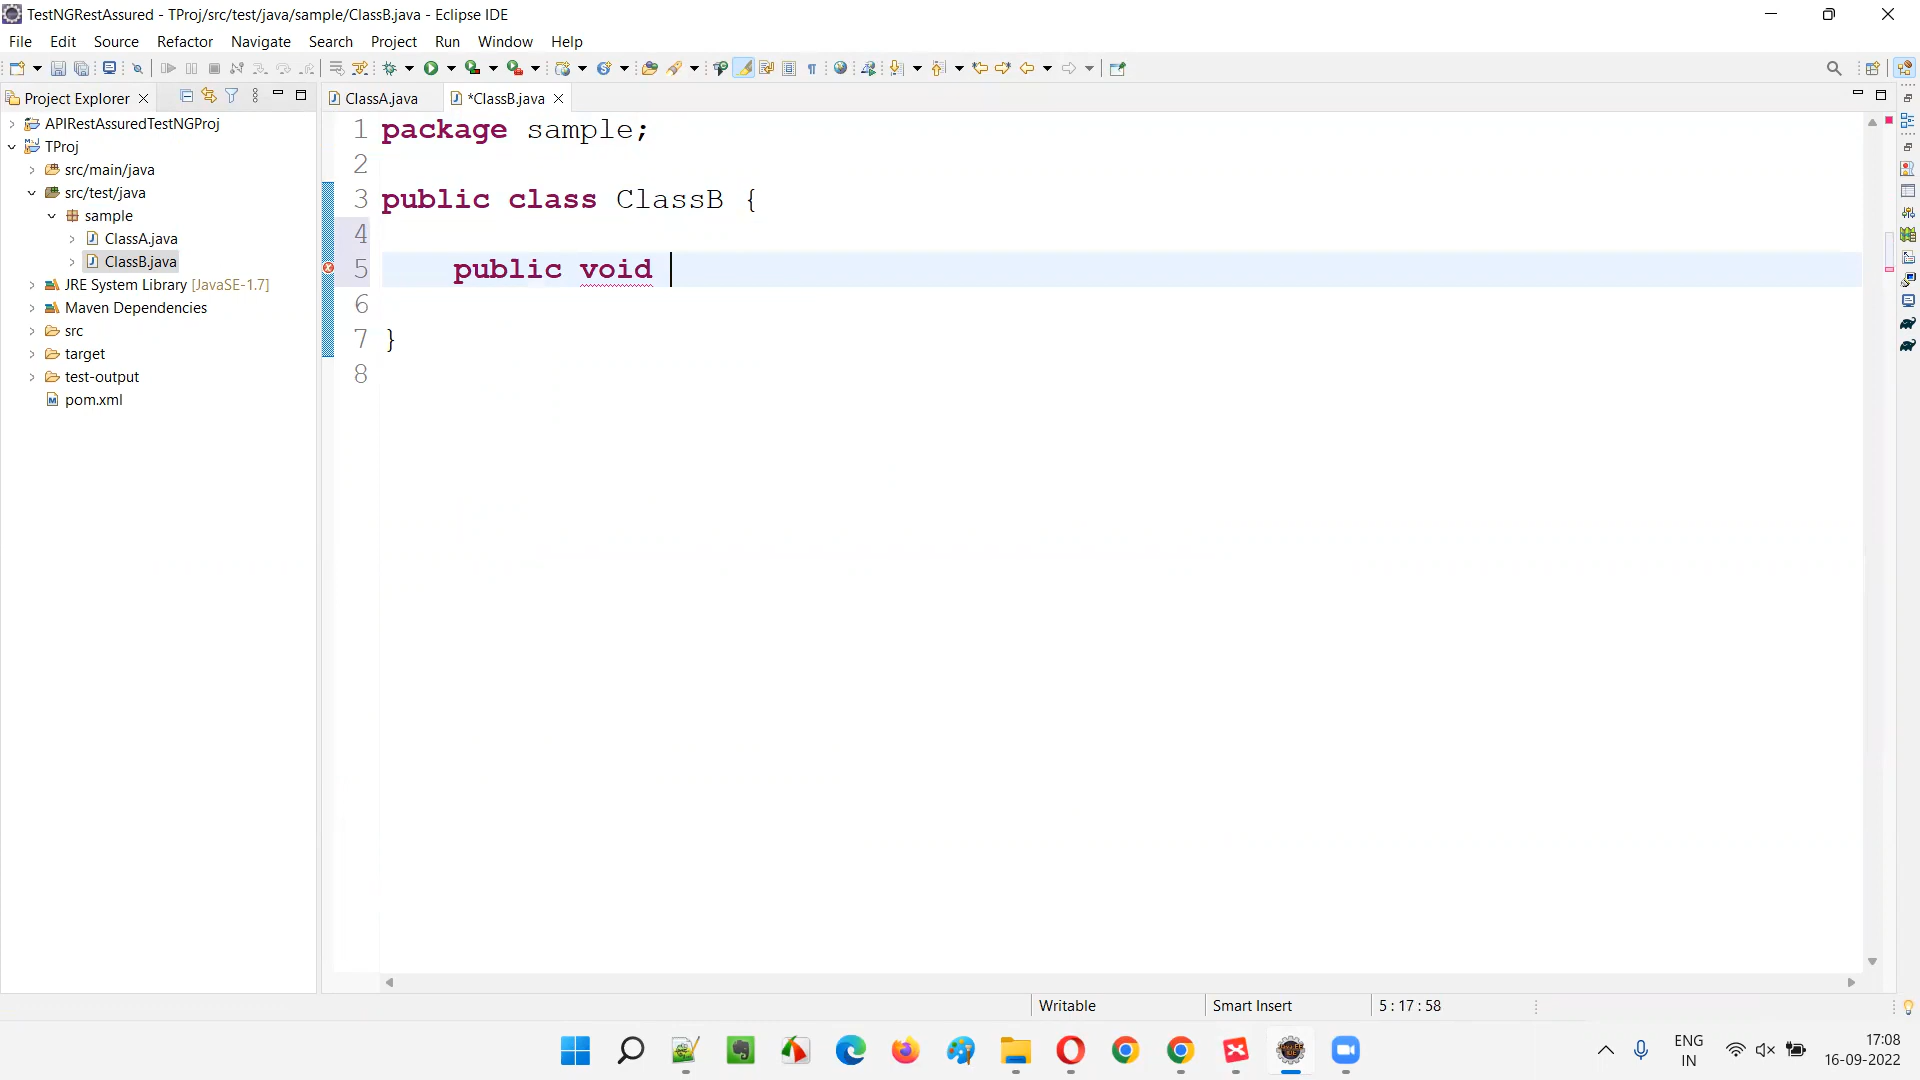 TestNGRestAssured - TProj/src/test/java/sample/ClassB.java - Eclipse IDE
File Edit Source Refactor Navigate Search Project Run Window Help
Project Explorer
APIRestAssuredTestNGProj
TProj
src/main/java
src/test/java
sample
ClassA.java
ClassB.java
JRE System Library [JavaSE-1.7]
Maven Dependencies
src
target
test-output
pom.xml
ClassA.java *ClassB.java
1 package sample;
2
3 public class ClassB {
4
5 public void
6
7 }
8
Writable Smart Insert 5 : 17 : 58
ENG
IN
17:08
16-09-2022